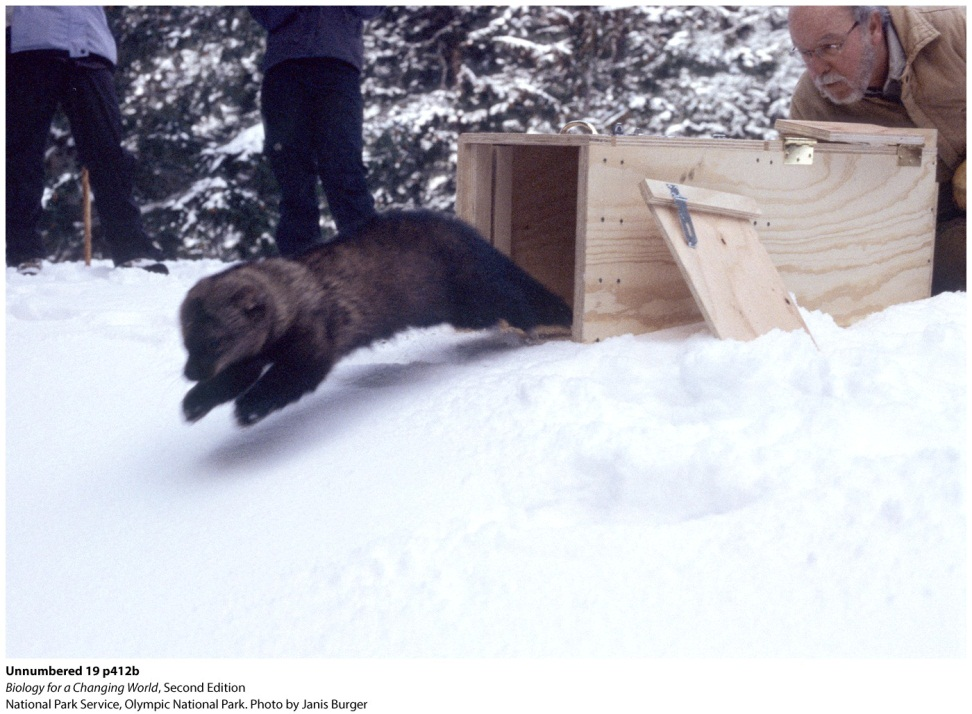 Unnumbered 19 p412b
Biology for a Changing World, Second Edition
National Park Service, Olympic National Park. Photo by Janis Burger